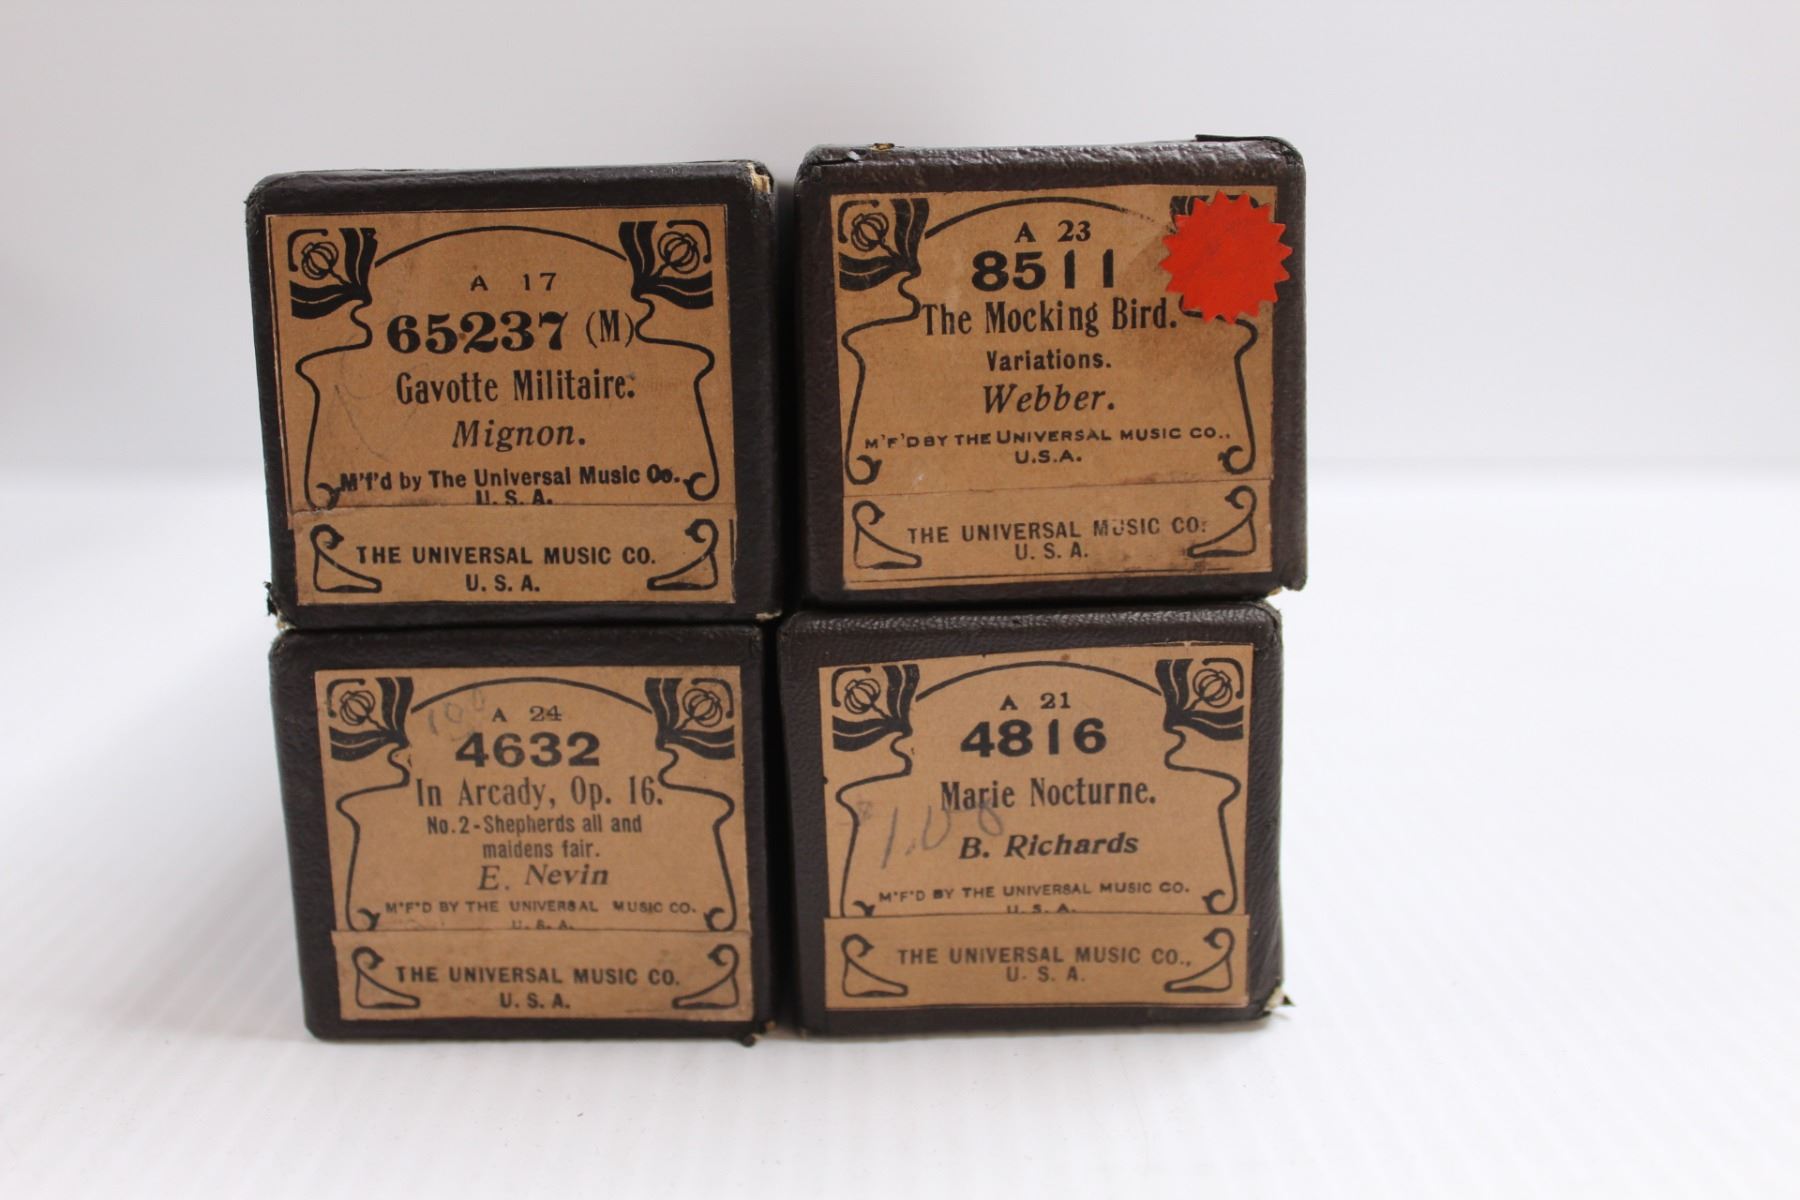 A 17
65237 (M)
Gavotte Militaire.
Mignon.
M'f'd by The Universal Music Co.
U. S. A.
THE UNIVERSAL MUSIC CO.
U. S. A.
A 23
8511
The Mocking Bird.
Variations.
Webber.
M'F'D BY THE UNIVERSAL MUSIC CO.,
U.S.A.
THE UNIVERSAL MUSIC CO.
U. S. A.
A 24
4632
In Arcady, Op. 16.
No. 2 - Shepherds all and
maidens fair.
E. Nevin
M'F'D BY THE UNIVERSAL MUSIC CO.
U. S. A.
THE UNIVERSAL MUSIC CO.
U. S. A.
A 21
4816
Marie Nocturne.
B. Richards
M'F'D BY THE UNIVERSAL MUSIC CO.
U. S. A.
THE UNIVERSAL MUSIC CO.,
U. S. A.